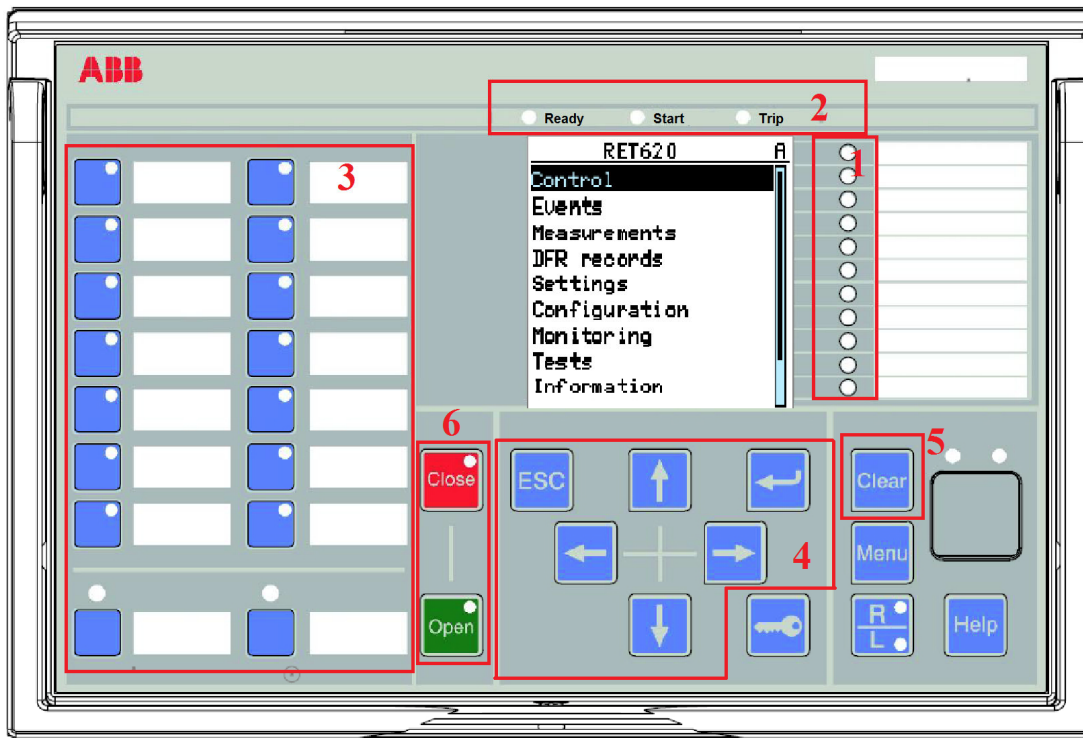 ABB
2
Ready Start Trip
3
1
RET620 A
Control
Events
Measurements
DFR records
Settings
Configuration
Monitoring
Tests
Information
6
5
Close
ESC
Clear
4
Menu
Open
R
L
Help